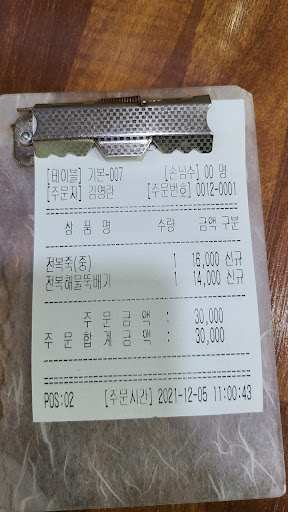 [테이블] 기본-007 [손님수] 00 명
[주문자] 김영란 [주문번호] 0012-0001
상 품 명 수량 금액 구분
전복죽(중) 1 16,000 신규
전복해물뚝배기 1 14,000 신규
주 문 금 액 : 30,000
주 문 합 계 금 액 : 30,000
POS:02 [주문시간] 2021-12-05 11:00:43